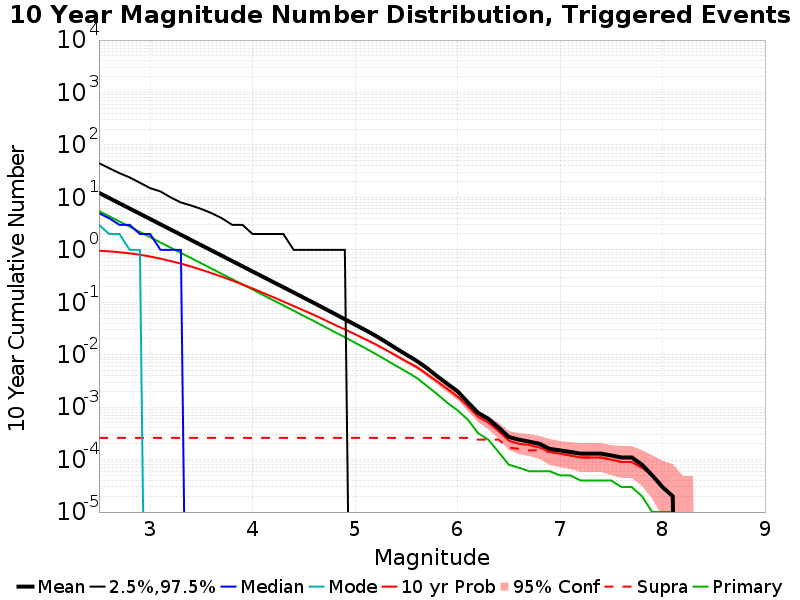 10 Year Magnitude Number Distribution, Triggered Events
10^4
10^3
10^2
10^1
10^0
10^-1
10^-2
10^-3
10^-4
10^-5
10 Year Cumulative Number
3 4 5 6 7 8 9
Magnitude
Mean 2.5%,97.5% Median Mode 10 yr Prob 95% Conf Supra Primary